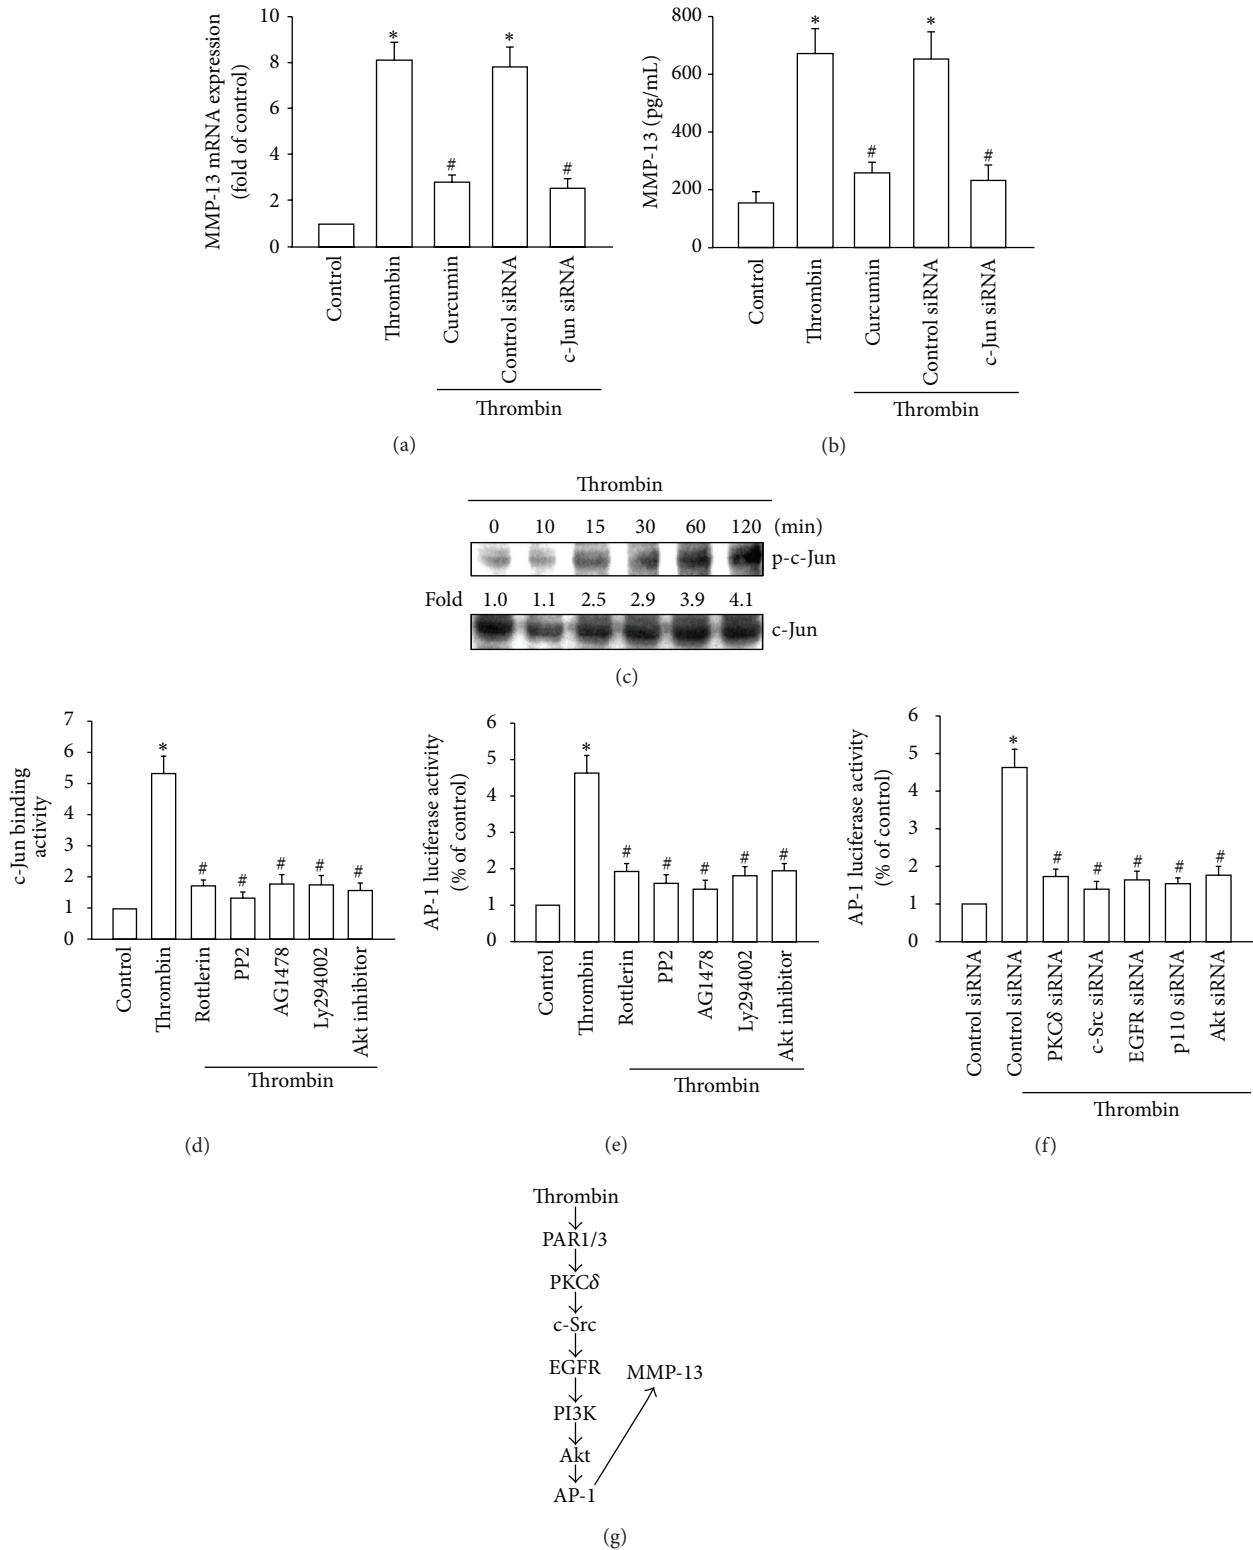 MMP-13 mRNA expression
(fold of control)
10
8
6
4
2
0
*
*
#
#
Control
Thrombin
Curcumin
Control siRNA
c-Jun siRNA
Thrombin
(a)
MMP-13 (pg/mL)
800
600
400
200
0
*
*
#
#
Control
Thrombin
Curcumin
Control siRNA
c-Jun siRNA
Thrombin
(b)
Thrombin
0 10 15 30 60 120 (min)
p-c-Jun
Fold 1.0 1.1 2.5 2.9 3.9 4.1
c-Jun
(c)
c-Jun binding
activity
7
6
5
4
3
2
1
0
*
# # # # #
Control
Thrombin
Rottlerin
PP2
AG1478
Ly294002
Akt inhibitor
Thrombin
(d)
AP-1 luciferase activity
(% of control)
6
5
4
3
2
1
0
*
# # # # #
Control
Thrombin
Rottlerin
PP2
AG1478
Ly294002
Akt inhibitor
Thrombin
(e)
AP-1 luciferase activity
(% of control)
6
5
4
3
2
1
0
*
# # # # #
Control siRNA
Control siRNA
PKCδ siRNA
c-Src siRNA
EGFR siRNA
p110 siRNA
Akt siRNA
Thrombin
(f)
Thrombin
PAR1/3
PKCδ
c-Src
EGFR
MMP-13
PI3K
Akt
AP-1
(g)